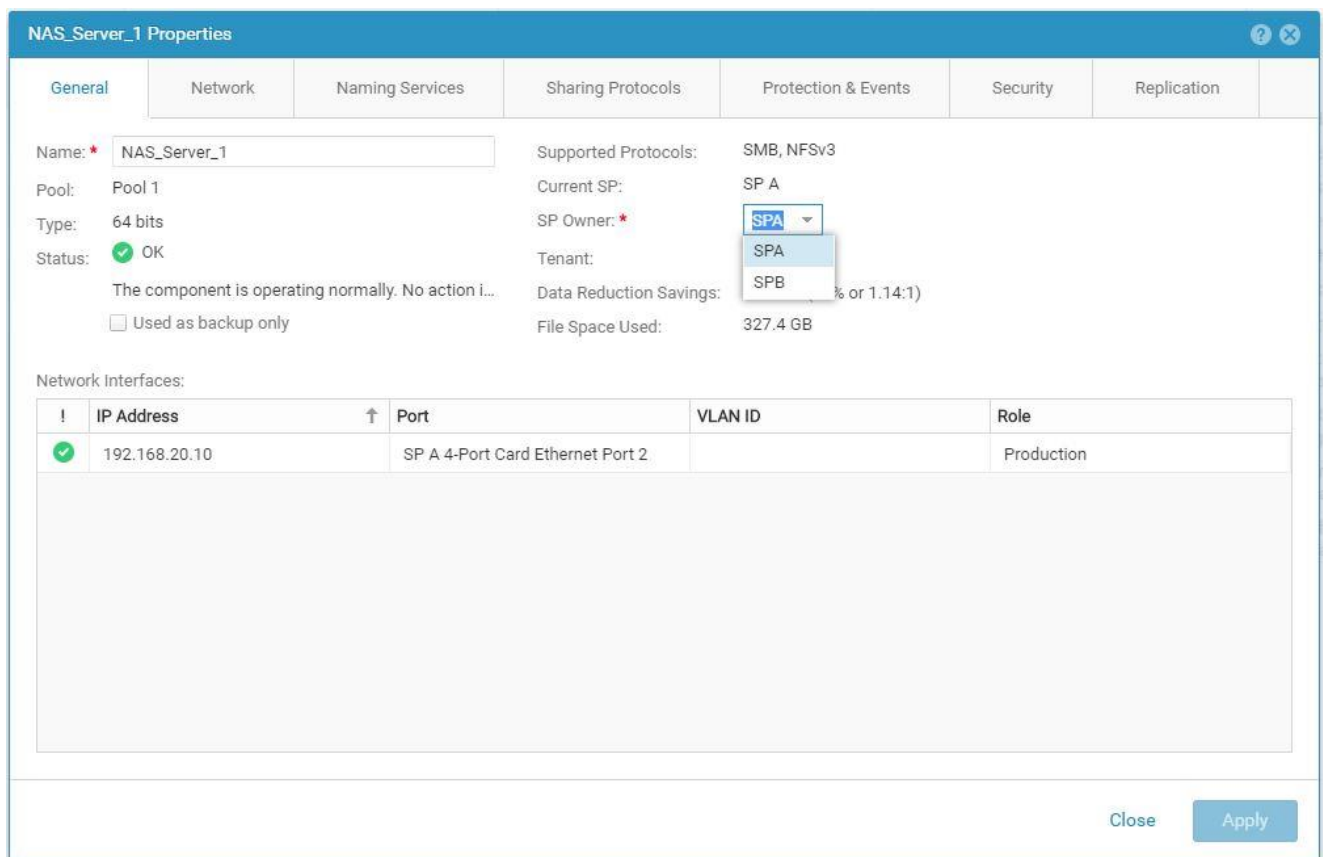 NAS_Server_1 Properties
General Network Naming Services Sharing Protocols Protection & Events Security Replication
Name: * NAS_Server_1
Pool: Pool 1
Type: 64 bits
Status: OK
The component is operating normally. No action i...
Used as backup only
Supported Protocols: SMB, NFSv3
Current SP: SP A
SP Owner: * SPA
SPA
SPB
Tenant:
Data Reduction Savings: % or 1.14:1)
File Space Used: 327.4 GB
Network Interfaces:
! IP Address Port VLAN ID Role
192.168.20.10 SP A 4-Port Card Ethernet Port 2 Production
Close Apply